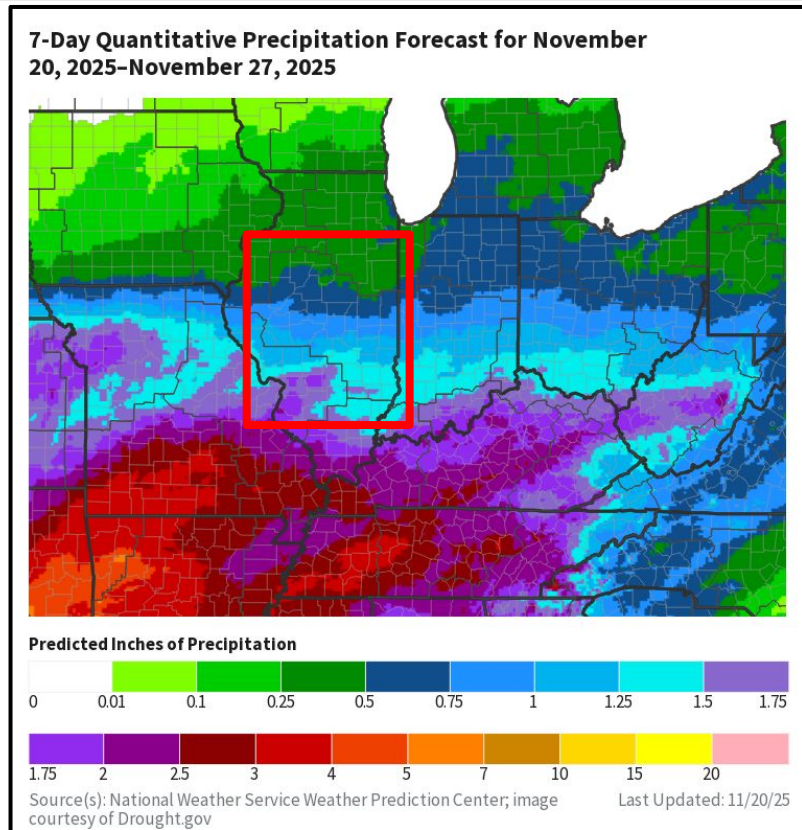 7-Day Quantitative Precipitation Forecast for November
20, 2025–November 27, 2025
Predicted Inches of Precipitation
0 0.01 0.1 0.25 0.5 0.75 1 1.25 1.5 1.75
1.75 2 2.5 3 4 5 7 10 15 20
Source(s): National Weather Service Weather Prediction Center; image Last Updated: 11/20/25
courtesy of Drought.gov